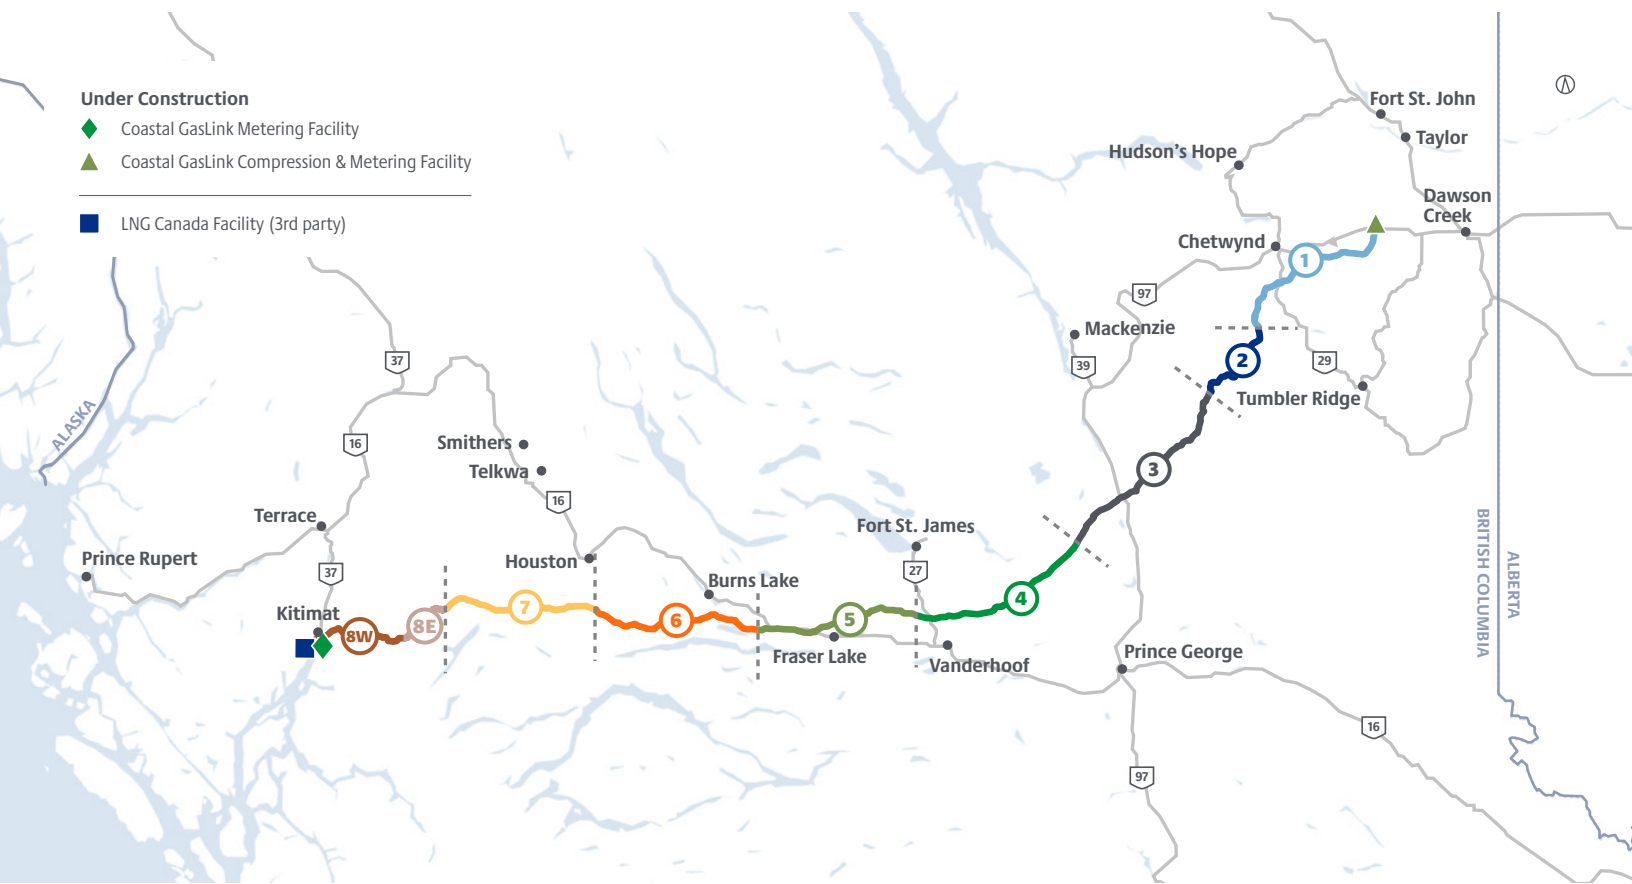 Under Construction
Coastal GasLink Metering Facility
Coastal GasLink Compression & Metering Facility
LNG Canada Facility (3rd party)
Fort St. John
Taylor
Hudson's Hope
Dawson
Creek
Chetwynd
1
97
Mackenzie
39
2
29
Tumbler Ridge
37
ALASKA
16
Smithers
Telkwa
16
3
Terrace
Fort St. James
BRITISH COLUMBIA
ALBERTA
Prince Rupert
37
Houston
27
Burns Lake
Kitimat
8W
8E
7
6
5
4
Fraser Lake
Vanderhoof
Prince George
16
97